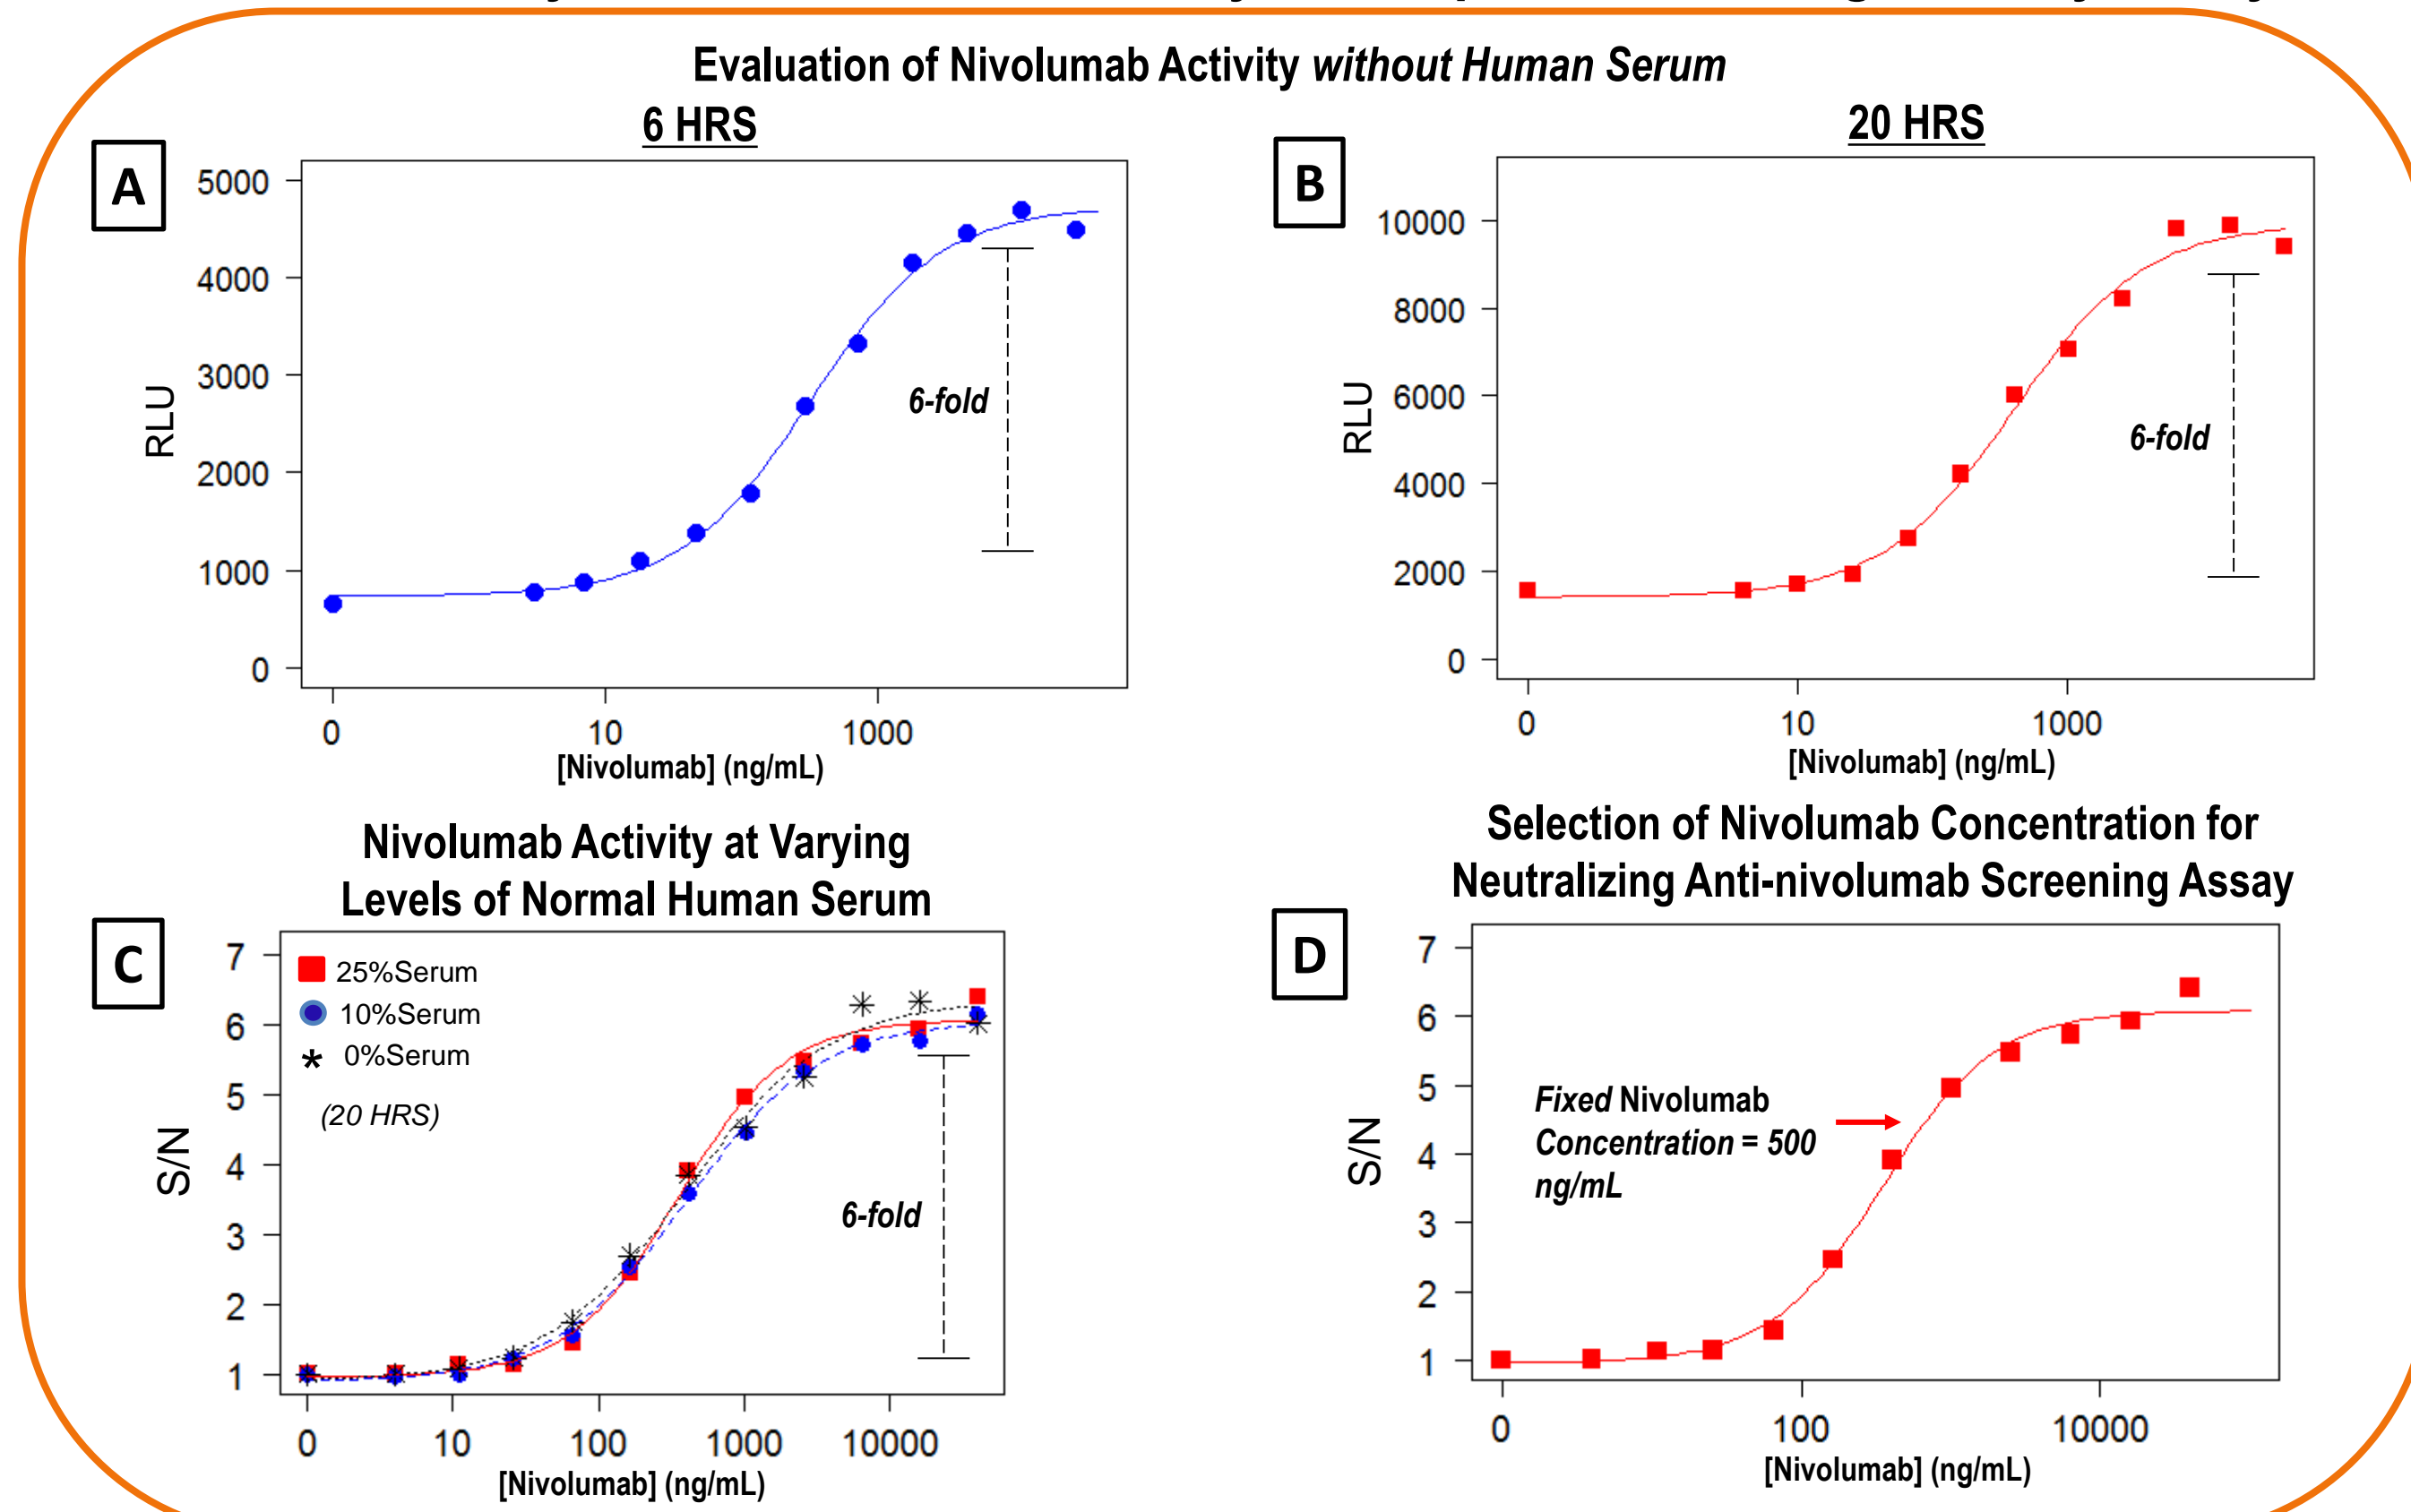 Evaluation of Nivolumab Activity without Human Serum
6 HRS
A
5000
4000
3000
2000
1000
0
RLU
6-fold
0 10 1000
[Nivolumab] (ng/mL)
20 HRS
B
10000
8000
6000
4000
2000
0
RLU
6-fold
0 10 1000
[Nivolumab] (ng/mL)
Nivolumab Activity at Varying
Levels of Normal Human Serum
C
7
6
5
4
3
2
1
S/N
25%Serum
10%Serum
* 0%Serum
(20 HRS)
6-fold
0 10 100 1000 10000
[Nivolumab] (ng/mL)
Selection of Nivolumab Concentration for
Neutralizing Anti-nivolumab Screening Assay
D
7
6
5
4
3
2
1
S/N
Fixed Nivolumab
Concentration = 500
ng/mL
0 100 10000
[Nivolumab] (ng/mL)